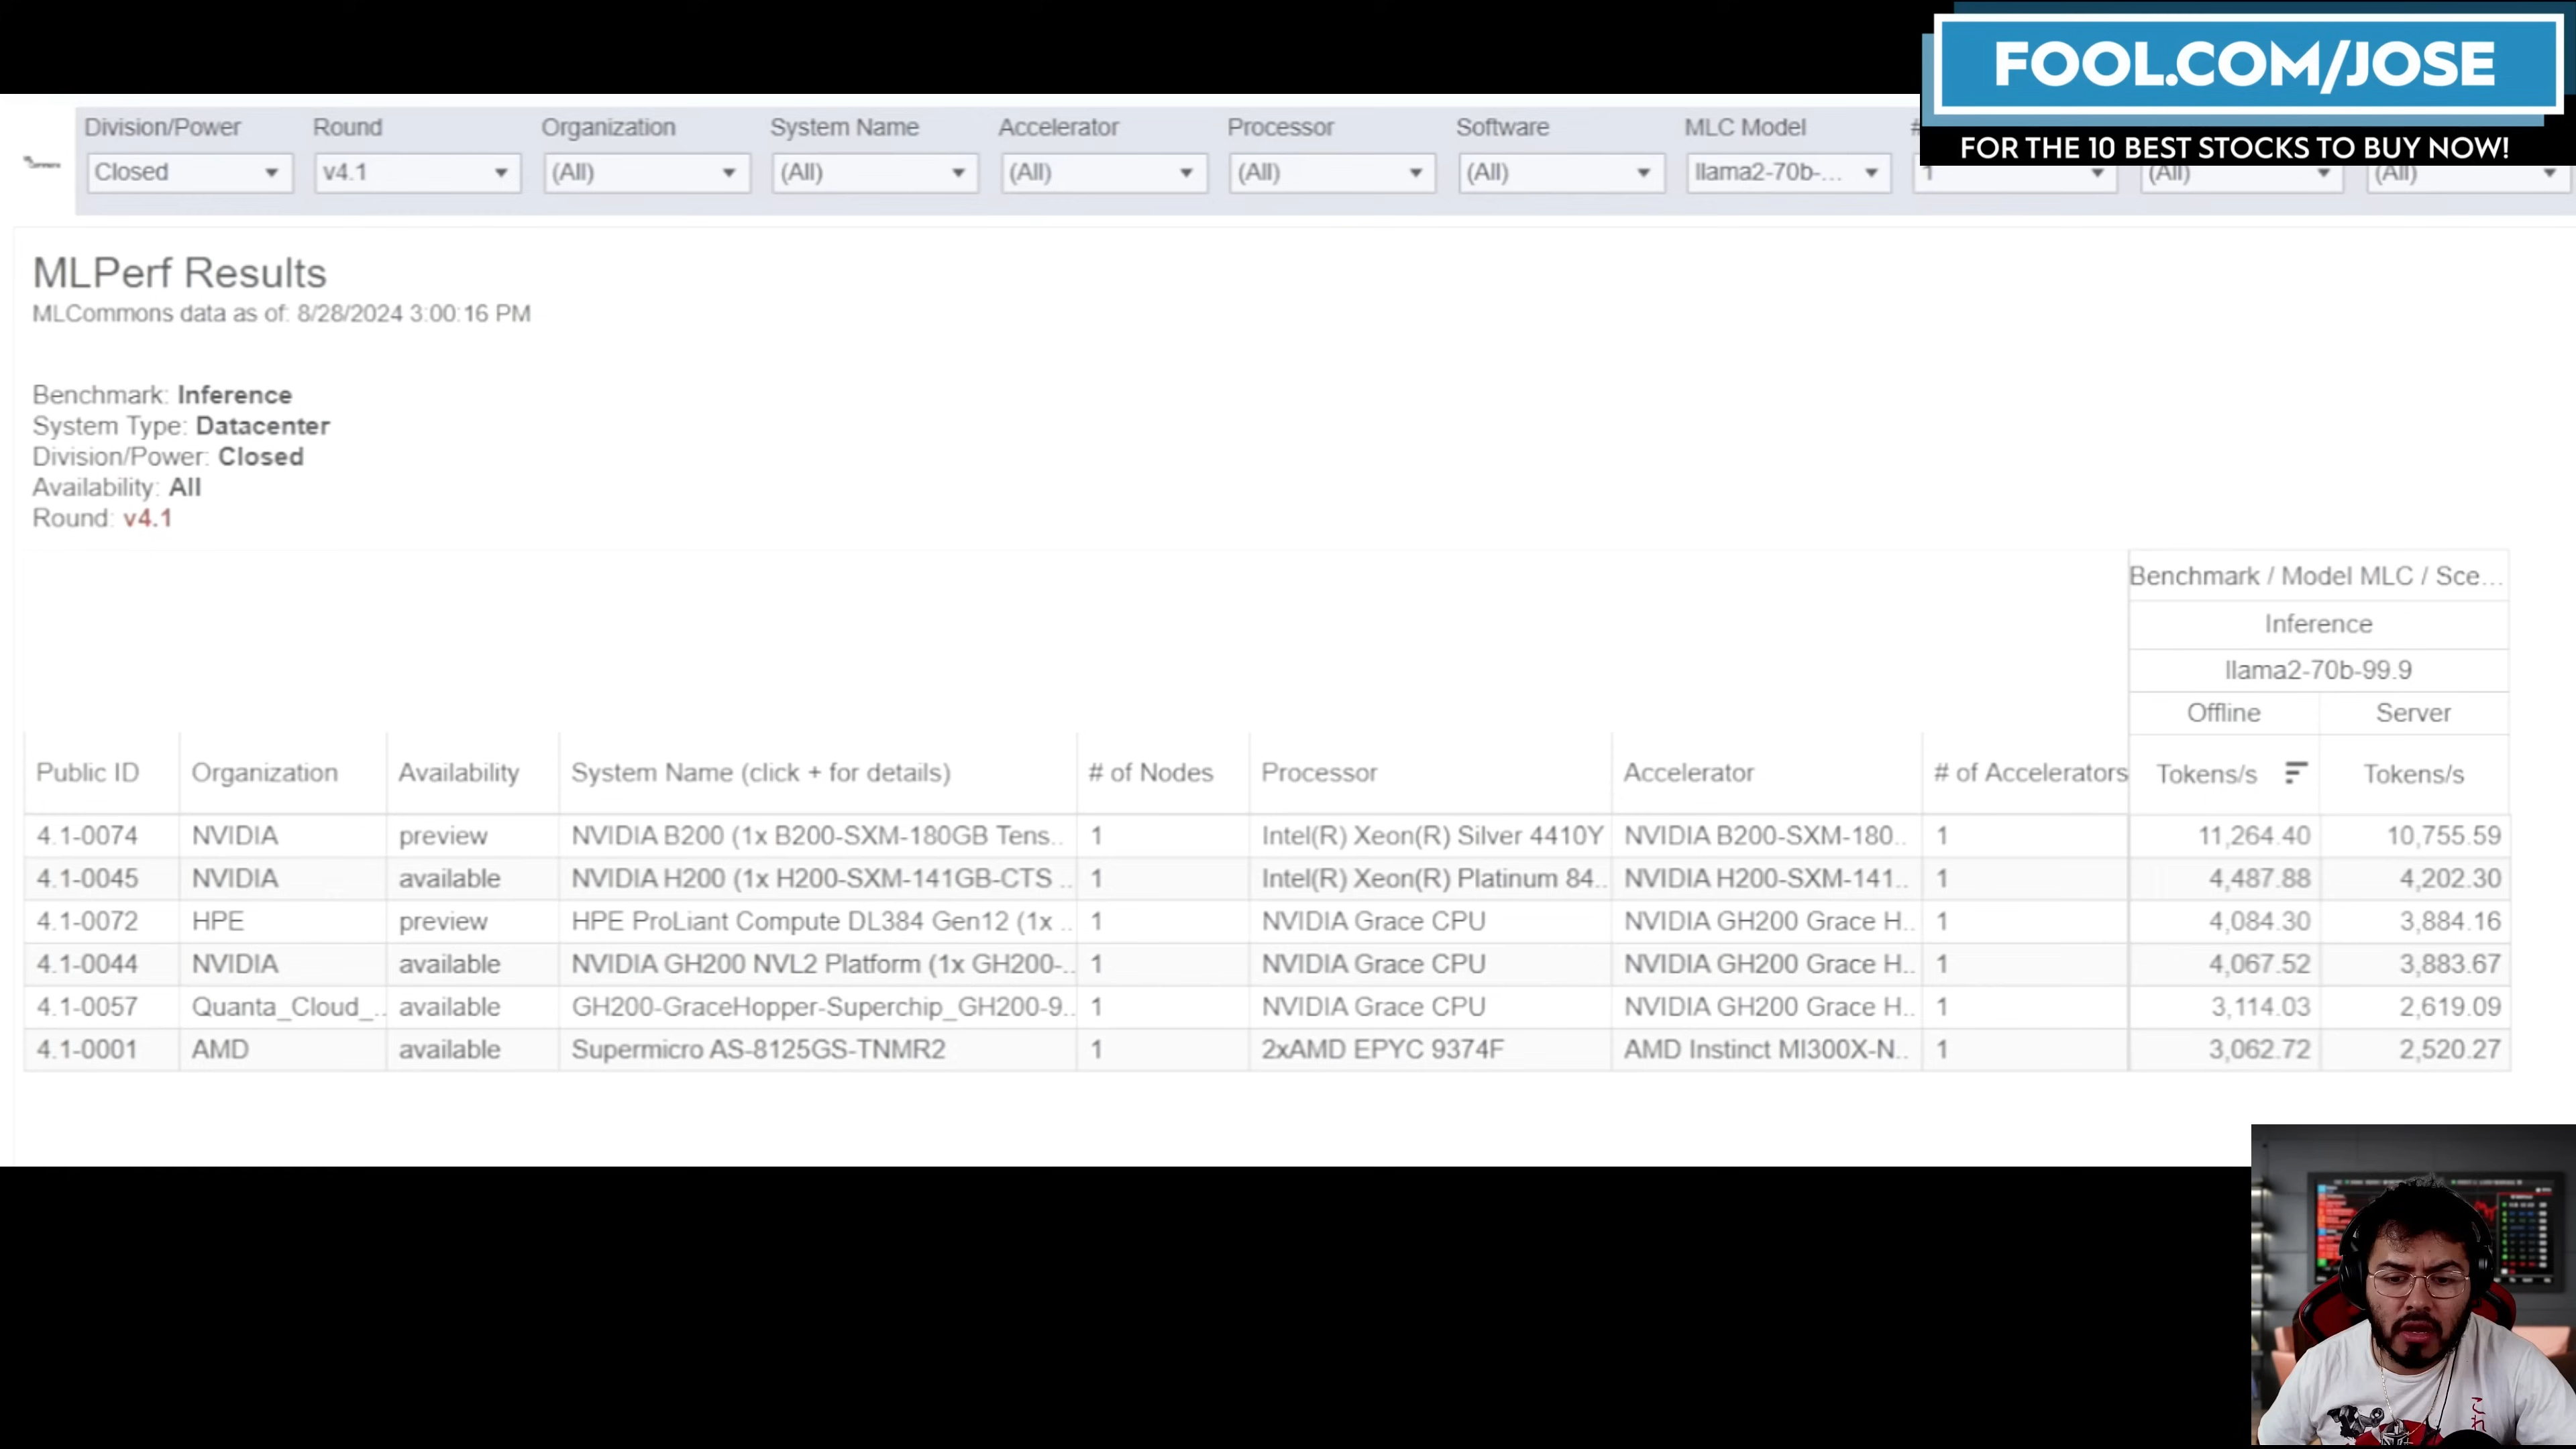 FOOL.COM/JOSE
FOR THE 10 BEST STOCKS TO BUY NOW!
Division/Power Round Organization System Name Accelerator Processor Software MLC Model #
Closed v4.1 (All) (All) (All) (All) (All) llama2-70b-... 1 (All) (All)
MLPerf Results
MLCommons data as of: 8/28/2024 3:00:16 PM
Benchmark: Inference
System Type: Datacenter
Division/Power: Closed
Availability: All
Round: v4.1
Benchmark / Model MLC / Sce...
Inference
llama2-70b-99.9
Offline Server
Public ID Organization Availability System Name (click + for details) # of Nodes Processor Accelerator # of Accelerators Tokens/s Tokens/s
4.1-0074 NVIDIA preview NVIDIA B200 (1x B200-SXM-180GB Tens.. 1 Intel(R) Xeon(R) Silver 4410Y NVIDIA B200-SXM-180.. 1 11,264.40 10,755.59
4.1-0045 NVIDIA available NVIDIA H200 (1x H200-SXM-141GB-CTS .. 1 Intel(R) Xeon(R) Platinum 84.. NVIDIA H200-SXM-141.. 1 4,487.88 4,202.30
4.1-0072 HPE preview HPE ProLiant Compute DL384 Gen12 (1x .. 1 NVIDIA Grace CPU NVIDIA GH200 Grace H.. 1 4,084.30 3,884.16
4.1-0044 NVIDIA available NVIDIA GH200 NVL2 Platform (1x GH200-.. 1 NVIDIA Grace CPU NVIDIA GH200 Grace H.. 1 4,067.52 3,883.67
4.1-0057 Quanta_Cloud_.. available GH200-GraceHopper-Superchip_GH200-9.. 1 NVIDIA Grace CPU NVIDIA GH200 Grace H.. 1 3,114.03 2,619.09
4.1-0001 AMD available Supermicro AS-8125GS-TNMR2 1 2xAMD EPYC 9374F AMD Instinct MI300X-N.. 1 3,062.72 2,520.27
これ